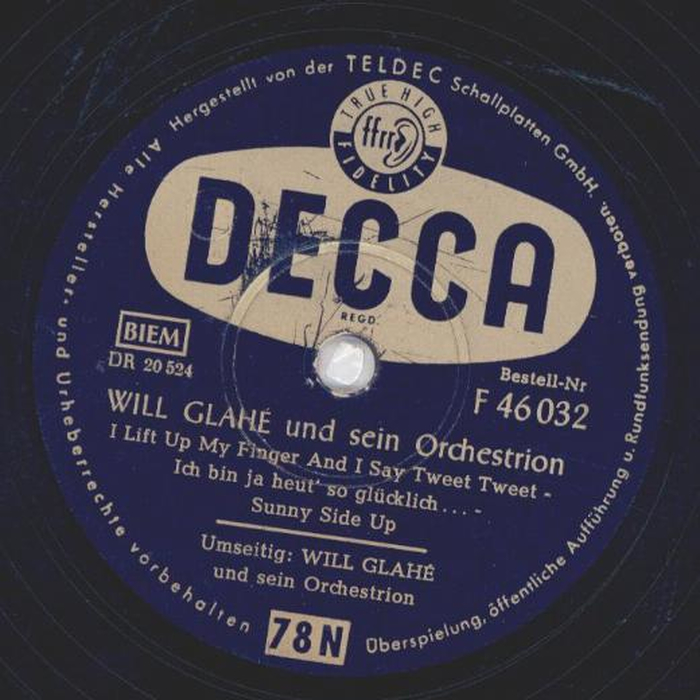 Alle Hersteller- und Urheberrechte vorbehalten
Hergestellt von der TELDEC Schallplatten GmbH.
Überspielung, öffentliche Aufführung u. Rundfunksendung verboten.
TRUE HIGH
ffrr
FIDELITY
DECCA
REGD.
BIEM
DR 20 524
Bestell-Nr
F 46 032
WILL GLAHÉ und sein Orchestrion
I Lift Up My Finger And I Say Tweet Tweet -
Ich bin ja heut' so glücklich... -
Sunny Side Up
Umseitig: WILL GLAHÉ
und sein Orchestrion
78 N